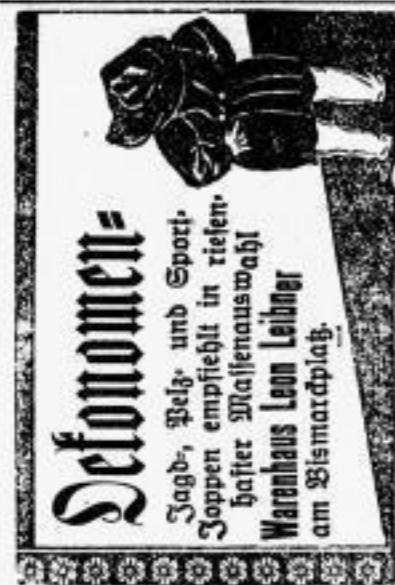 Oekonomen-
Jagd-, Pelz- und Sport-
Joppen empfiehlt in riesen-
hafter Massenauswahl
Warenhaus Leon Leibner
am Bismarckplatz.